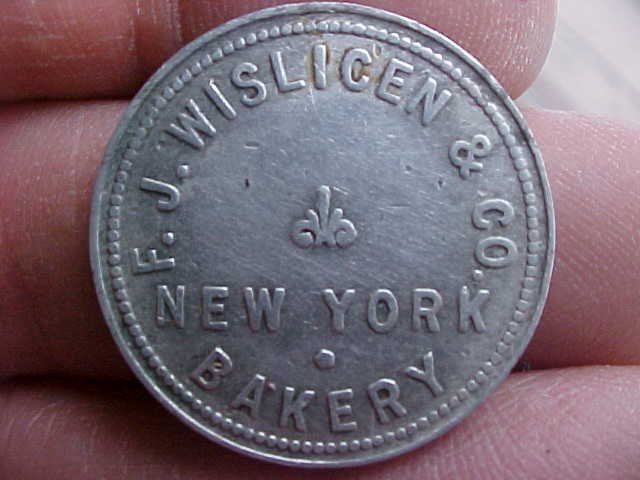 F. J. WISLICEN & CO.
NEW YORK
BAKERY